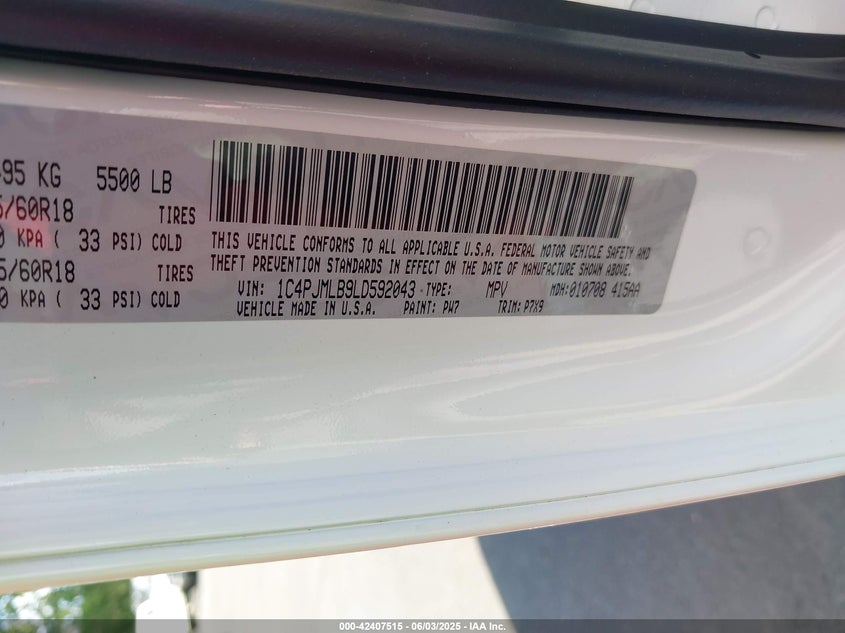 95 KG 5500 LB
/60R18 TIRES
0 KPA ( 33 PSI) COLD
5/60R18 TIRES
0 KPA ( 33 PSI) COLD
THIS VEHICLE CONFORMS TO ALL APPLICABLE U.S.A. FEDERAL MOTOR VEHICLE SAFETY AND
THEFT PREVENTION STANDARDS IN EFFECT ON THE DATE OF MANUFACTURE SHOWN ABOVE.
VIN: 1C4PJMLB9LD592043 TYPE: MPV MDH:010708 415AA
VEHICLE MADE IN U.S.A. PAINT: PW7 TRIM: P7X9
000-42407515 - 06/03/2025 - IAA Inc.